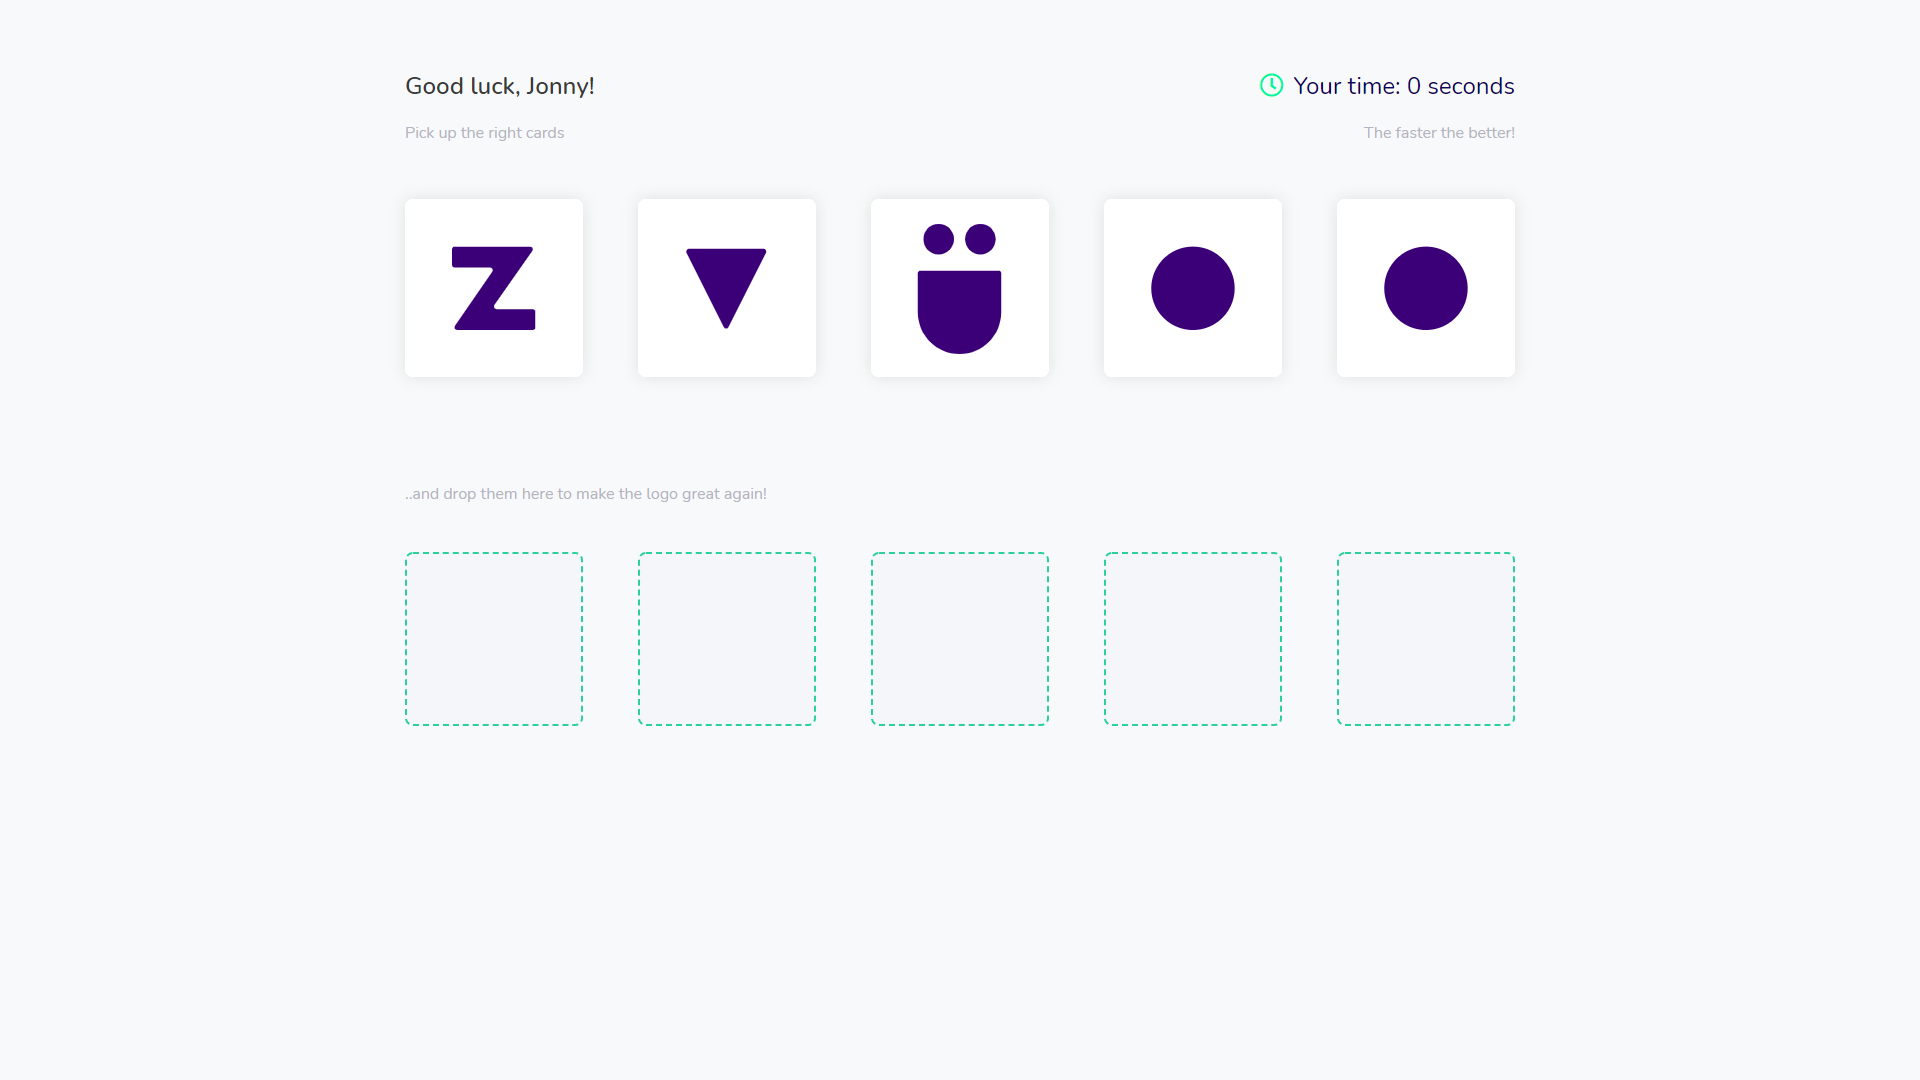 Good luck, Jonny!
Your time: 0 seconds
Pick up the right cards
The faster the better!
z
..and drop them here to make the logo great again!